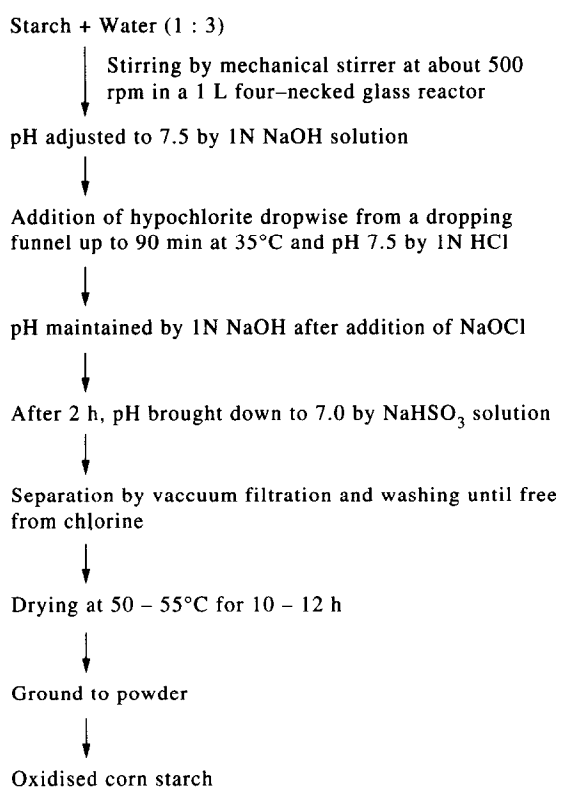 Starch + Water (1 : 3)
Stirring by mechanical stirrer at about 500
rpm in a 1 L four–necked glass reactor
pH adjusted to 7.5 by 1N NaOH solution
Addition of hypochlorite dropwise from a dropping
funnel up to 90 min at 35°C and pH 7.5 by 1N HCl
pH maintained by 1N NaOH after addition of NaOCl
After 2 h, pH brought down to 7.0 by NaHSO₃ solution
Separation by vaccuum filtration and washing until free
from chlorine
Drying at 50 – 55°C for 10 – 12 h
Ground to powder
Oxidised corn starch